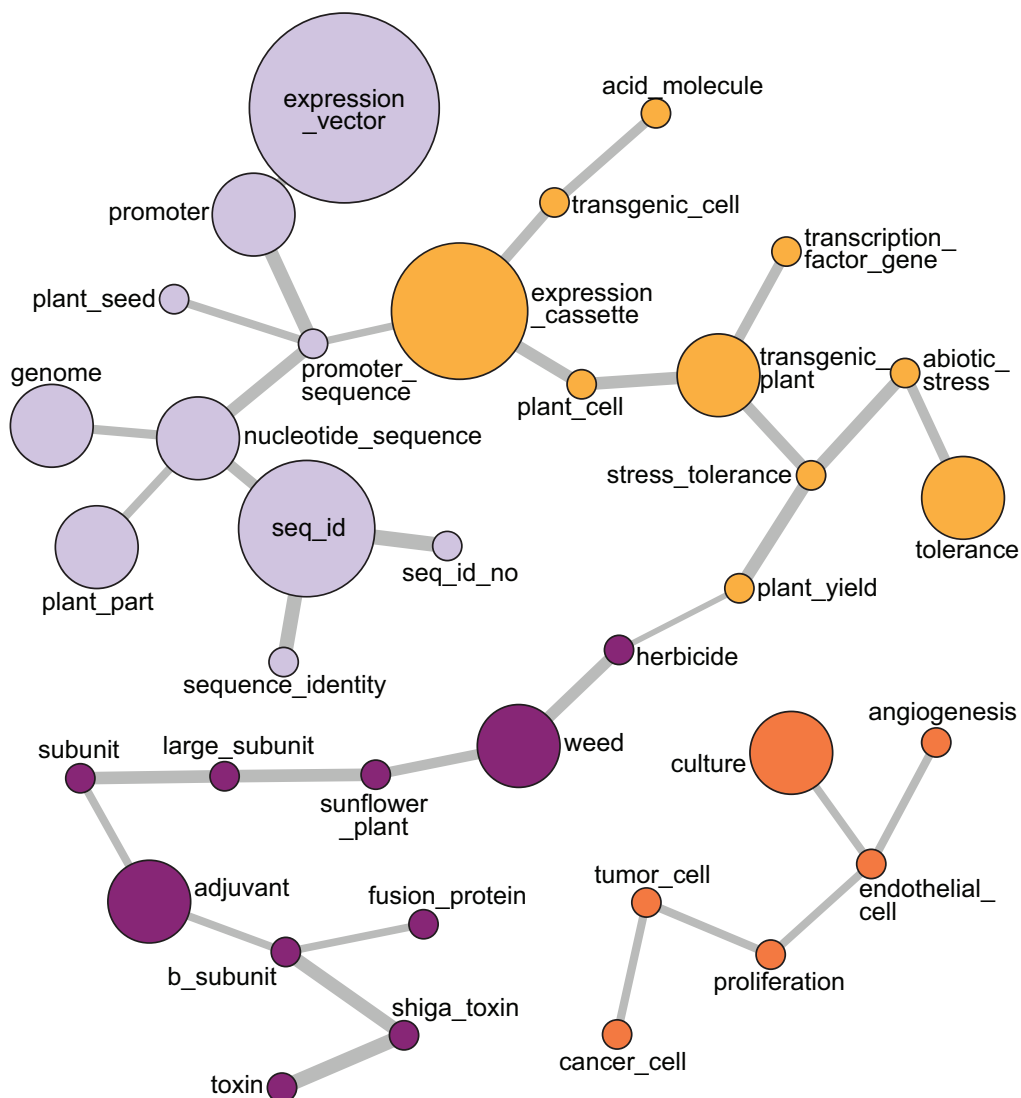 expression
_vector
acid_molecule
promoter
transgenic_cell
transcription_
factor_gene
plant_seed
expression
_cassette
promoter_
sequence
transgenic_
plant
abiotic_
stress
genome
plant_cell
nucleotide_sequence
stress_tolerance
seq_id
seq_id_no
tolerance
plant_part
plant_yield
sequence_identity
herbicide
angiogenesis
subunit
large_subunit
weed
culture
sunflower
_plant
tumor_cell
adjuvant
fusion_protein
endothelial_
cell
b_subunit
proliferation
shiga_toxin
cancer_cell
toxin